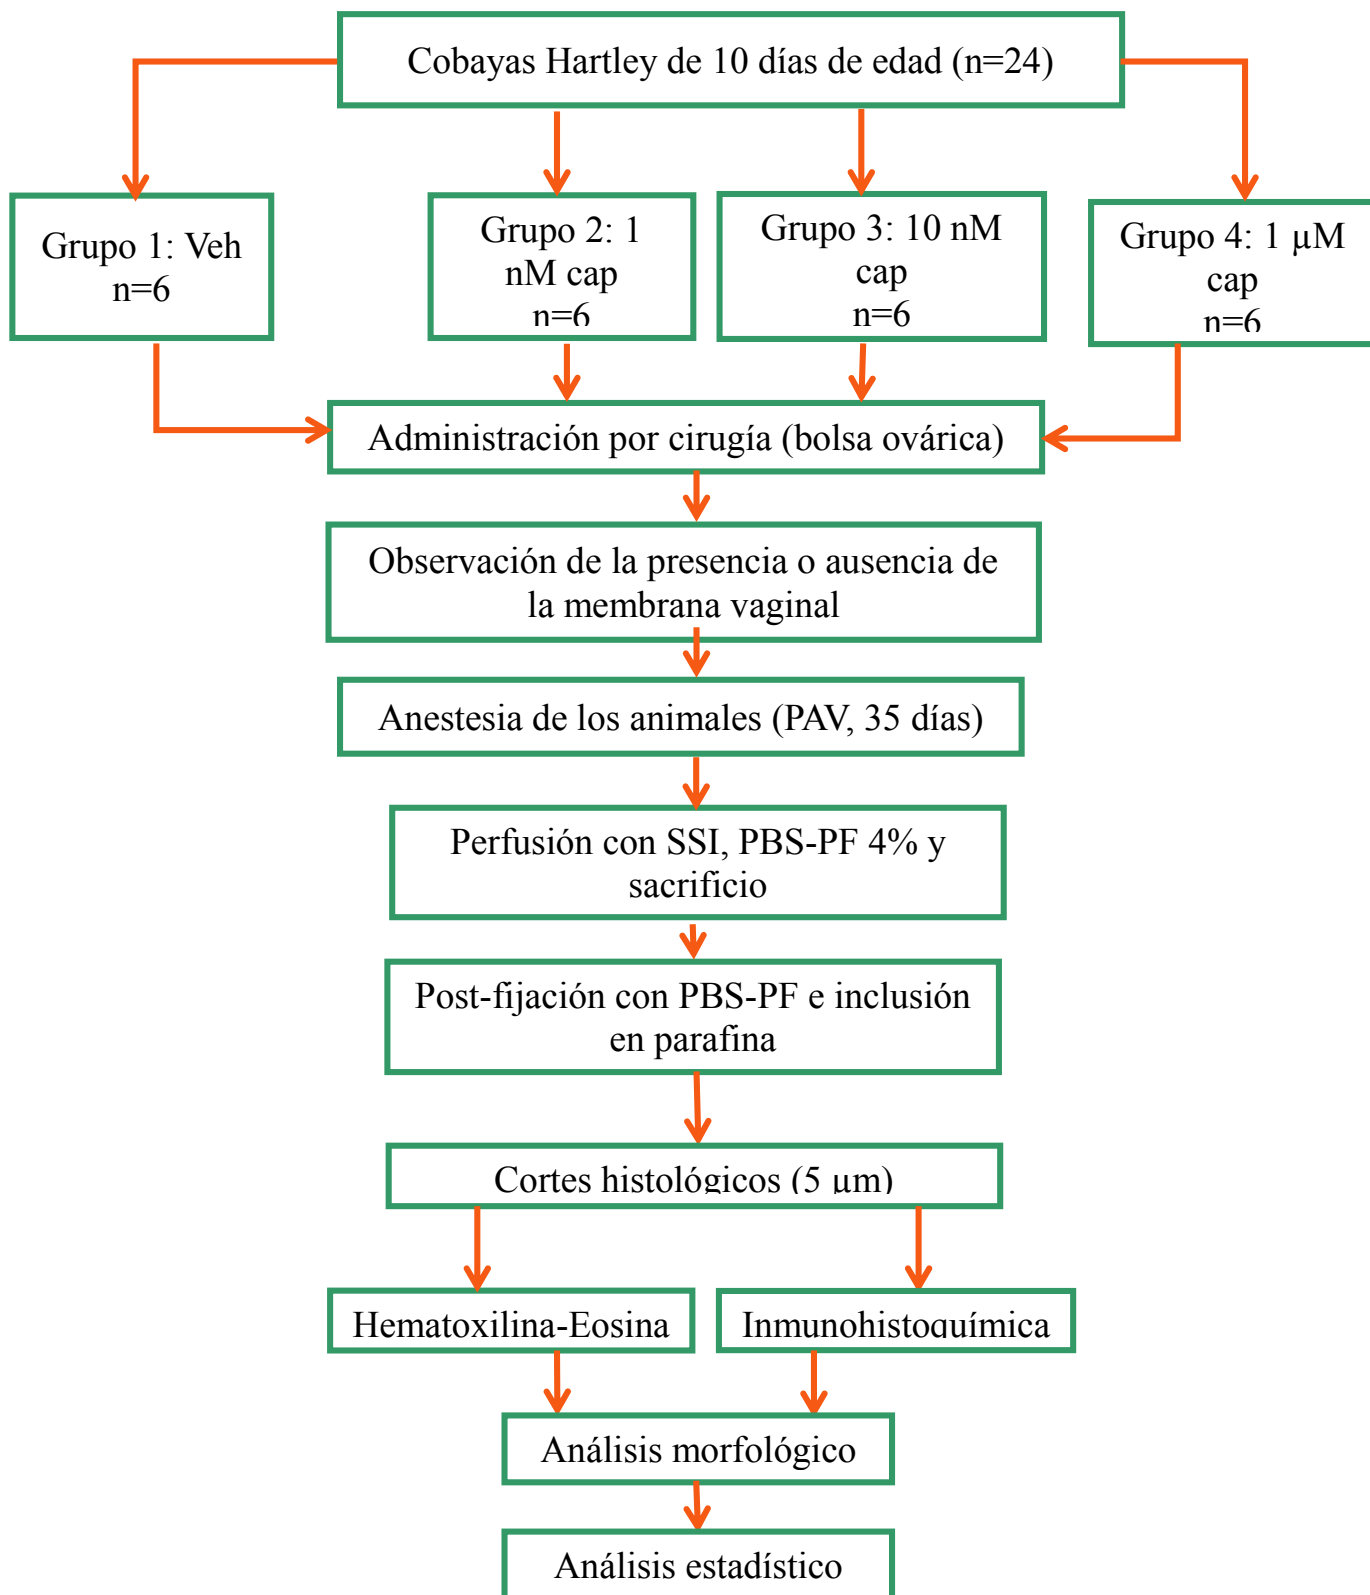 Cobayas Hartley de 10 días de edad (n=24)
Grupo 1: Veh
n=6
Grupo 2: 1
nM cap
n=6
Grupo 3: 10 nM
cap
n=6
Grupo 4: 1 µM
cap
n=6
Administración por cirugía (bolsa ovárica)
Observación de la presencia o ausencia de
la membrana vaginal
Anestesia de los animales (PAV, 35 días)
Perfusión con SSI, PBS-PF 4% y
sacrificio
Post-fijación con PBS-PF e inclusión
en parafina
Cortes histológicos (5 µm)
Hematoxilina-Eosina
Inmunohistoquímica
Análisis morfológico
Análisis estadístico